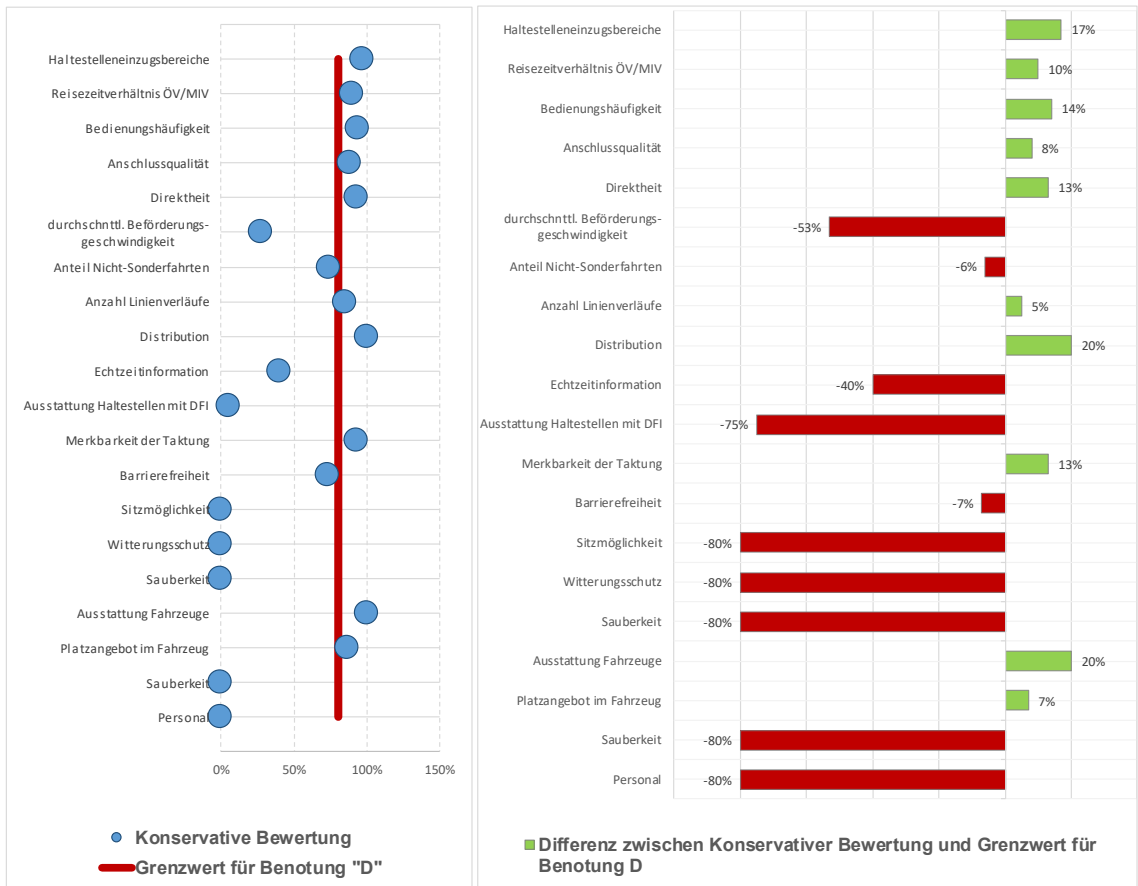 Haltestelleneinzugsbereiche
Reisezeitverhältnis ÖV/MIV
Bedienungshäufigkeit
Anschlussqualität
Direktheit
durchschnttl. Beförderungs-
geschwindigkeit
Anteil Nicht-Sonderfahrten
Anzahl Linienverläufe
Distribution
Echtzeitinformation
Ausstattung Haltestellen mit DFI
Merkbarkeit der Taktung
Barrierefreiheit
Sitzmöglichkeit
Witterungsschutz
Sauberkeit
Ausstattung Fahrzeuge
Platzangebot im Fahrzeug
Sauberkeit
Personal
0% 50% 100% 150%
Konservative Bewertung
Grenzwert für Benotung "D"
Haltestelleneinzugsbereiche 17%
Reisezeitverhältnis ÖV/MIV 10%
Bedienungshäufigkeit 14%
Anschlussqualität 8%
Direktheit 13%
durchschnttl. Beförderungs-
geschwindigkeit -53%
Anteil Nicht-Sonderfahrten -6%
Anzahl Linienverläufe 5%
Distribution 20%
Echtzeitinformation -40%
Ausstattung Haltestellen mit DFI -75%
Merkbarkeit der Taktung 13%
Barrierefreiheit -7%
Sitzmöglichkeit -80%
Witterungsschutz -80%
Sauberkeit -80%
Ausstattung Fahrzeuge 20%
Platzangebot im Fahrzeug 7%
Sauberkeit -80%
Personal -80%
Differenz zwischen Konservativer Bewertung und Grenzwert für
Benotung D